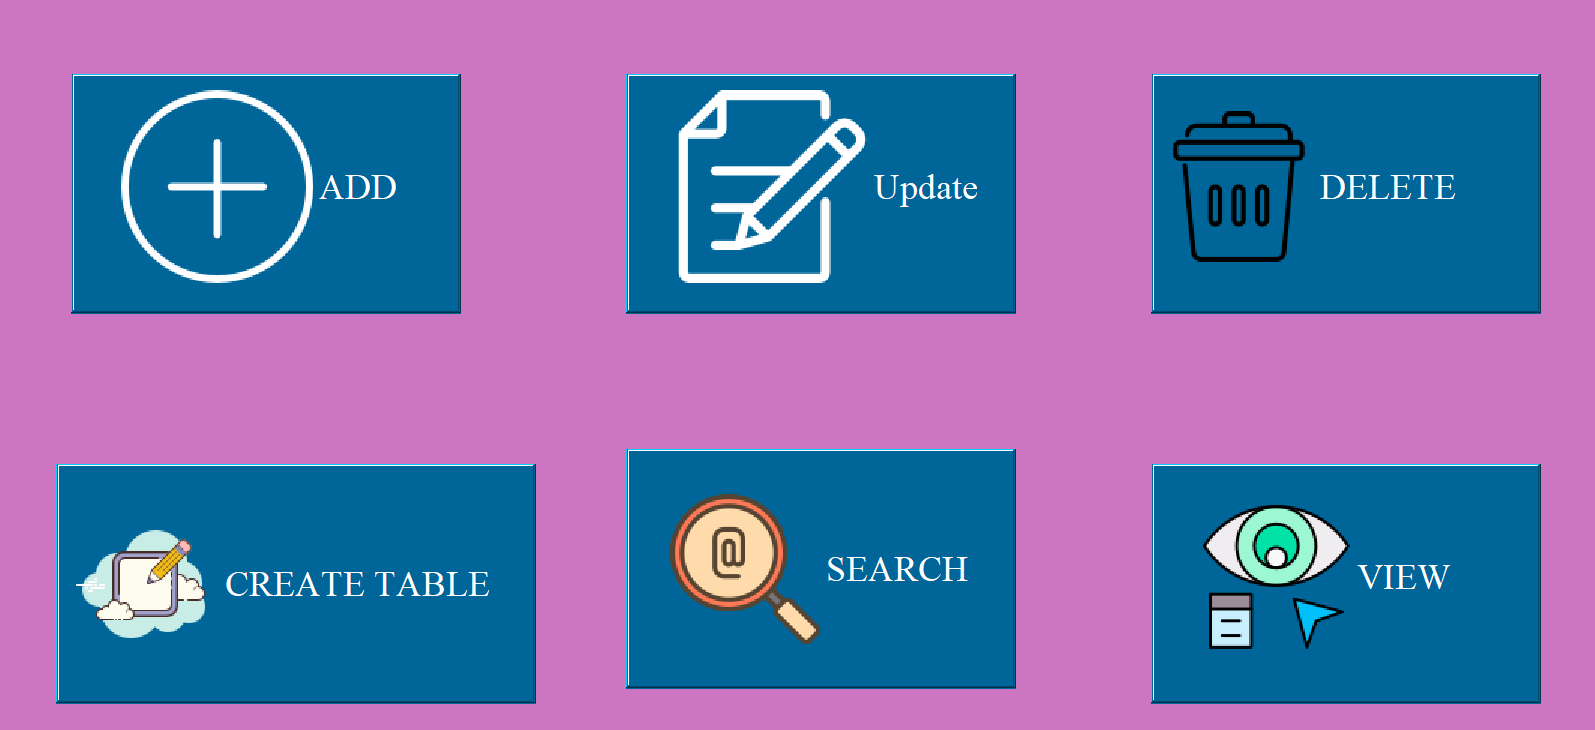 ADD
Update
DELETE
CREATE TABLE
@
SEARCH
VIEW